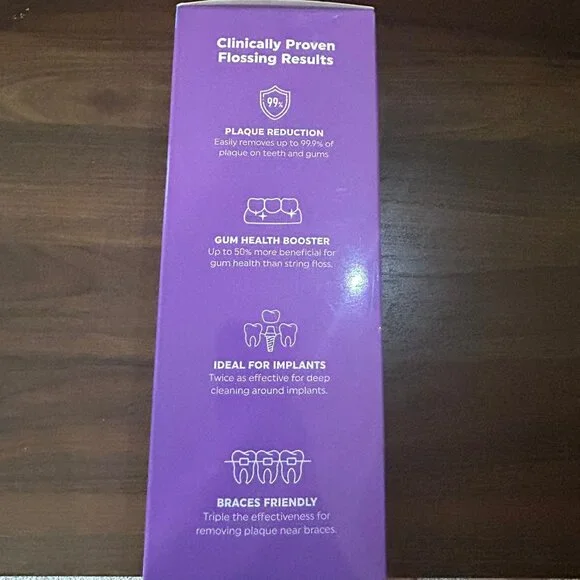 Clinically Proven
Flossing Results
99%
PLAQUE REDUCTION
Easily removes up to 99.9% of
plaque on teeth and gums
GUM HEALTH BOOSTER
Up to 50% more beneficial for
gum health than string floss.
IDEAL FOR IMPLANTS
Twice as effective for deep
cleaning around implants.
BRACES FRIENDLY
Triple the effectiveness for
removing plaque near braces.